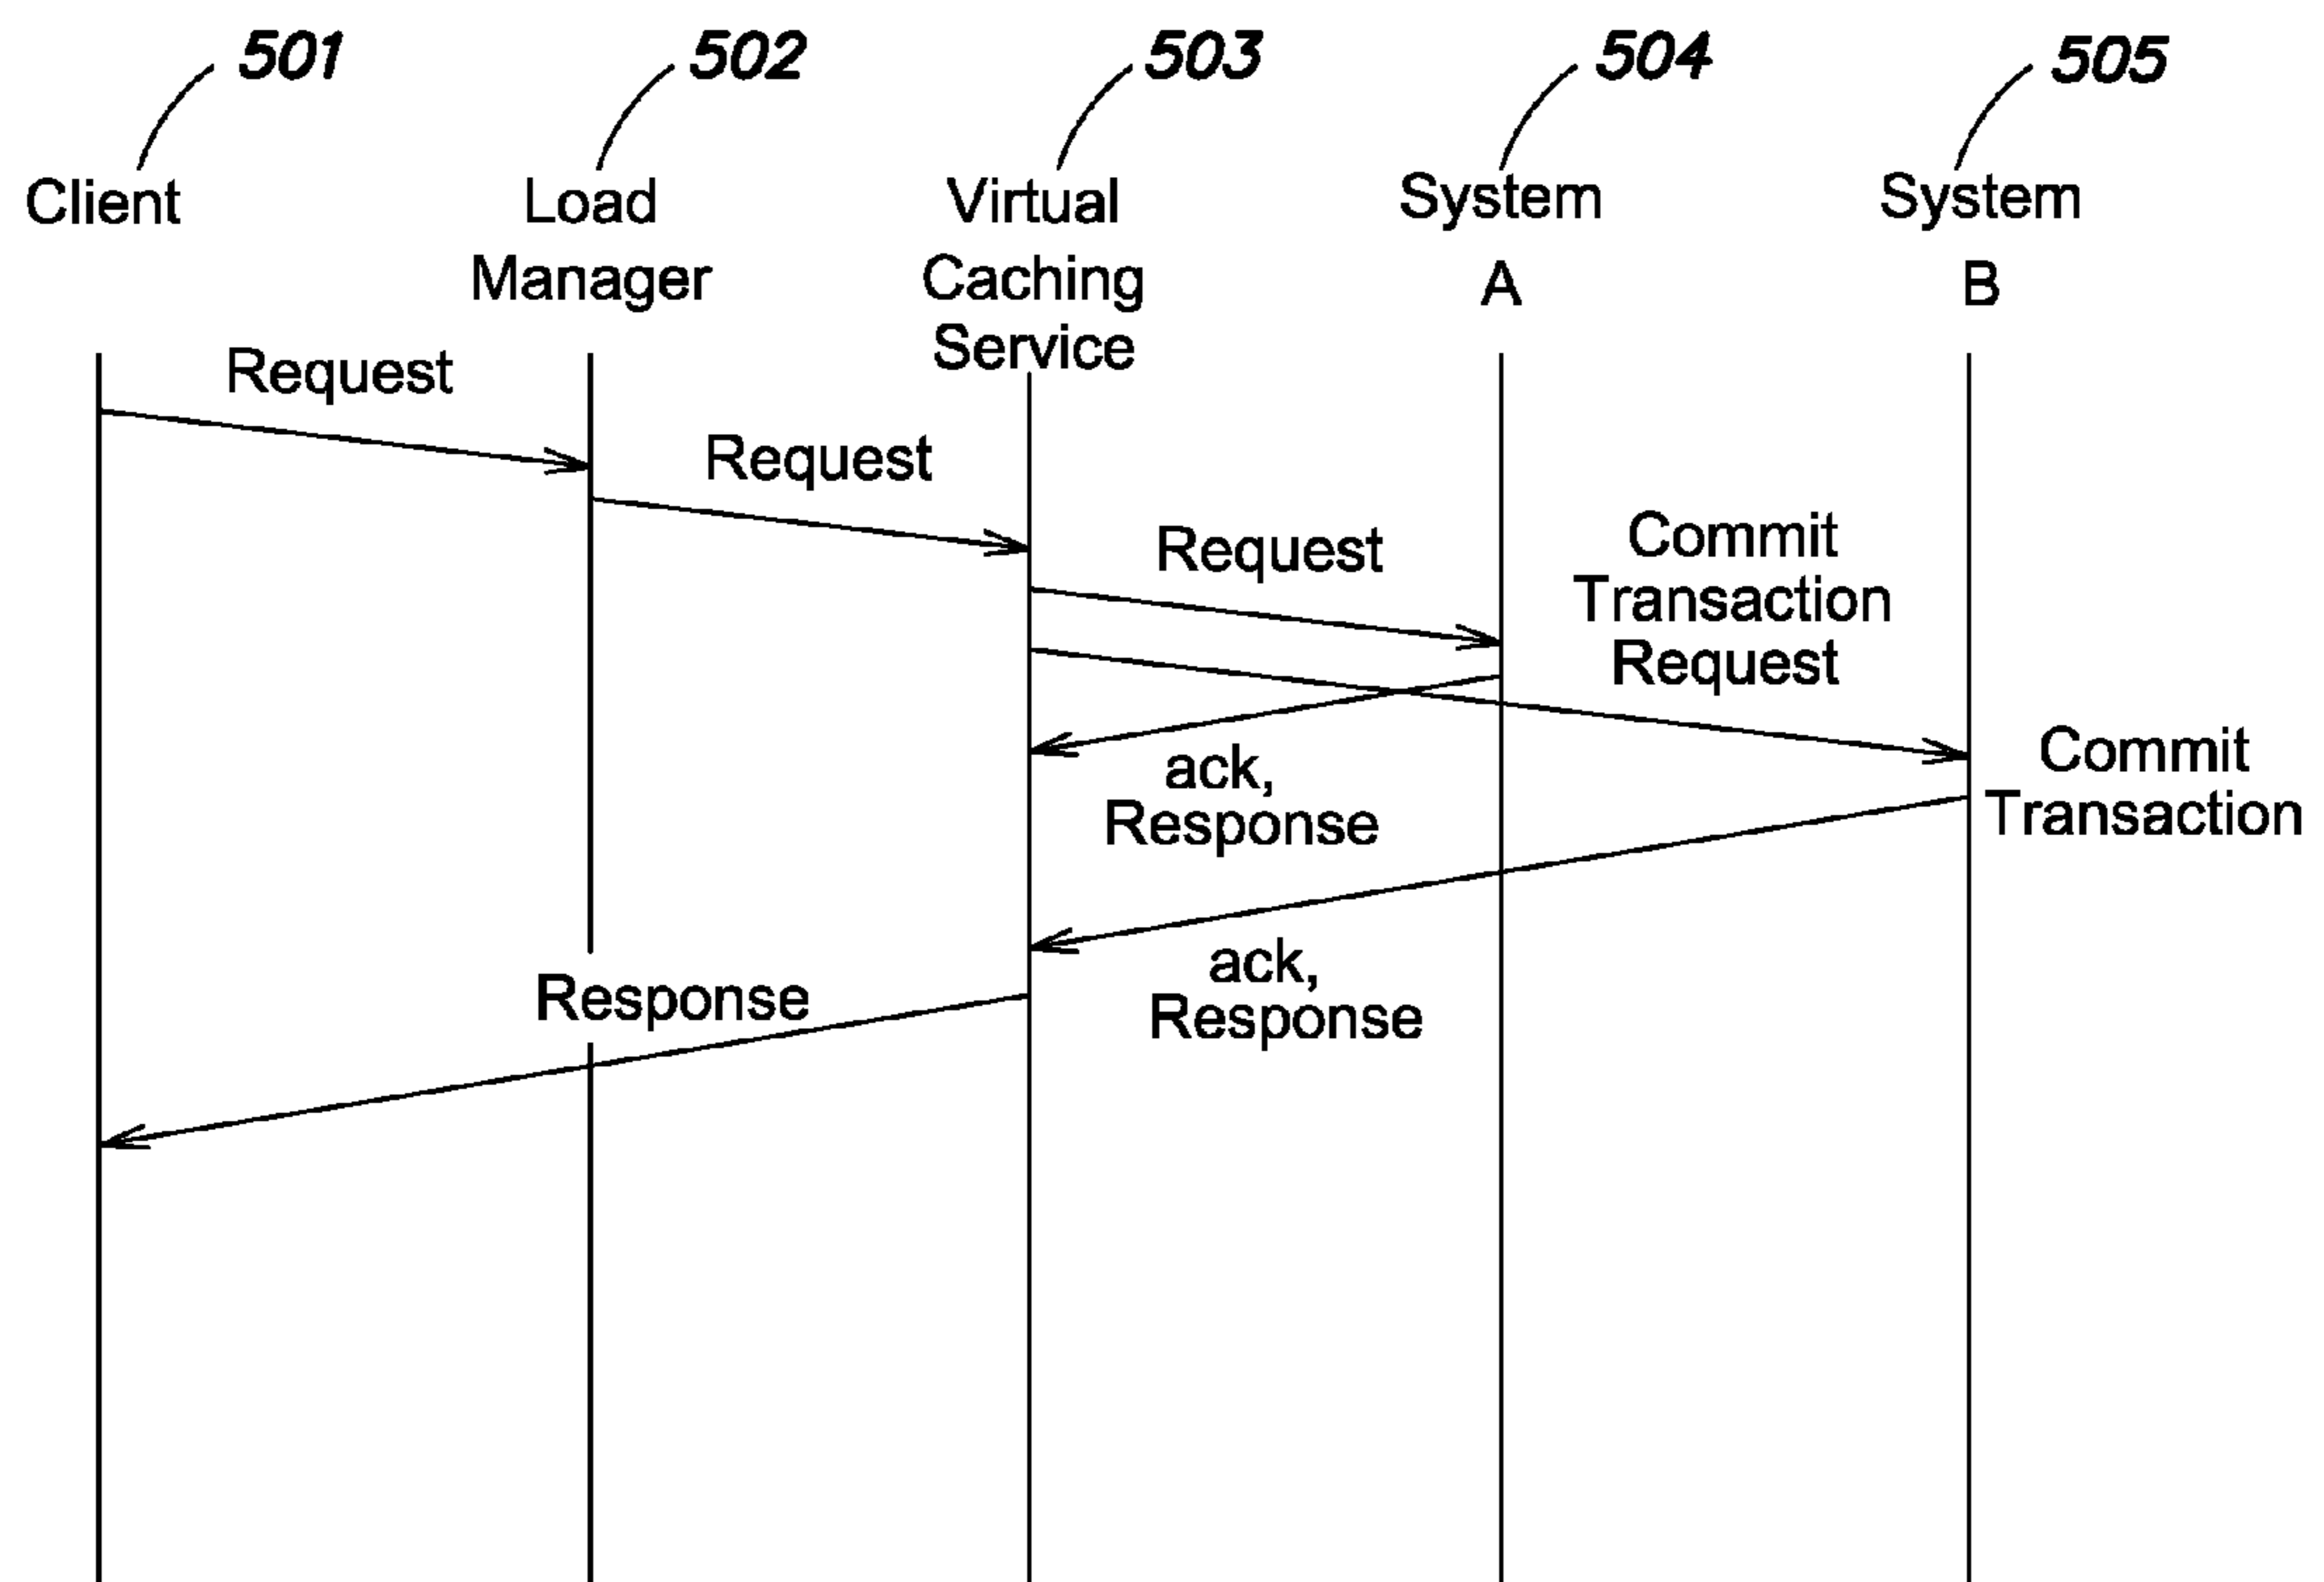 501
502
503
504
505
Client
Load
Manager
Virtual
Caching
Service
System
A
System
B
Request
Request
Request
Commit
Transaction
Request
ack,
Response
Commit
Transaction
ack,
Response
Response